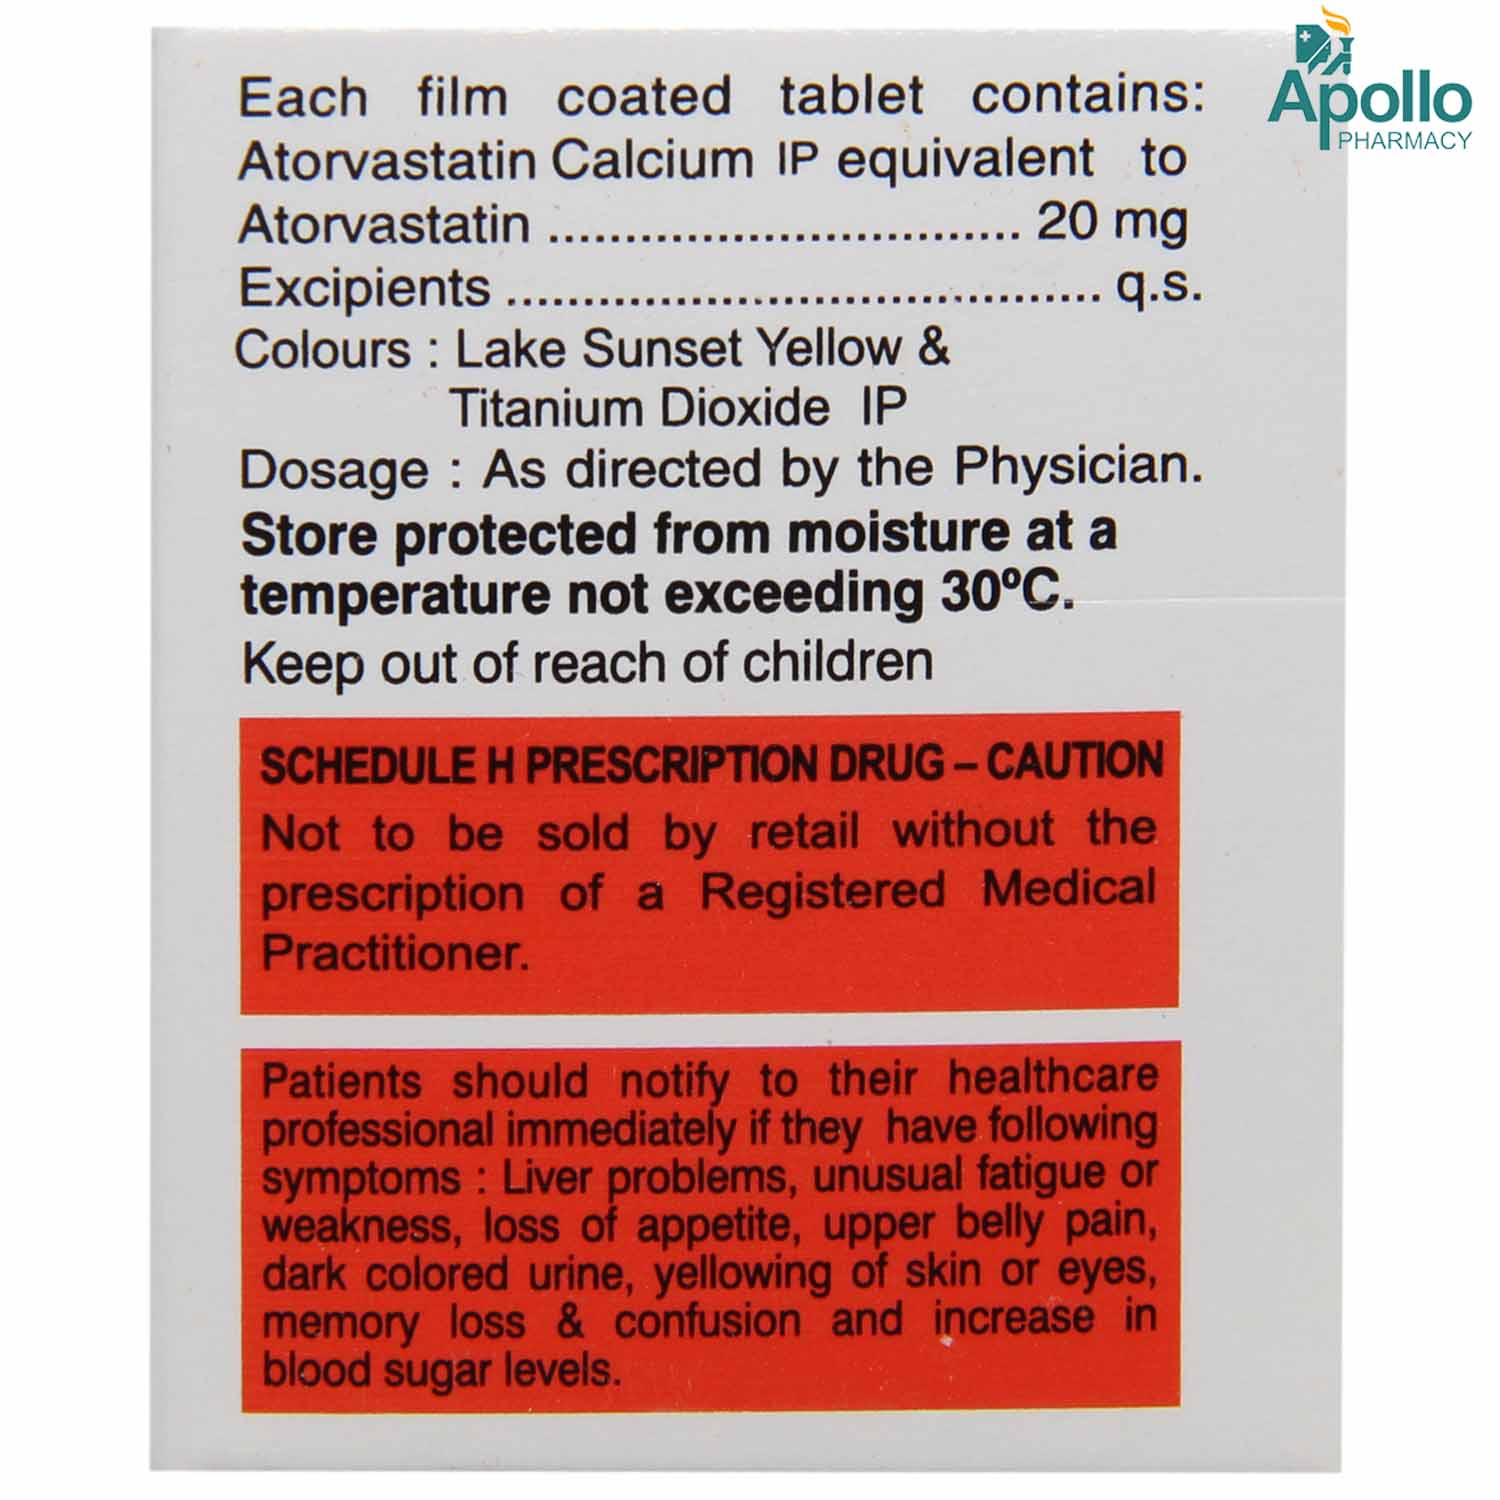 Apollo
PHARMACY
Each film coated tablet contains:
Atorvastatin Calcium IP equivalent to
Atorvastatin ............................... 20 mg
Excipients ....................................... q.s.
Colours : Lake Sunset Yellow &
Titanium Dioxide IP
Dosage : As directed by the Physician.
Store protected from moisture at a
temperature not exceeding 30ºC.
Keep out of reach of children
SCHEDULE H PRESCRIPTION DRUG – CAUTION
Not to be sold by retail without the
prescription of a Registered Medical
Practitioner.
Patients should notify to their healthcare
professional immediately if they have following
symptoms : Liver problems, unusual fatigue or
weakness, loss of appetite, upper belly pain,
dark colored urine, yellowing of skin or eyes,
memory loss & confusion and increase in
blood sugar levels.